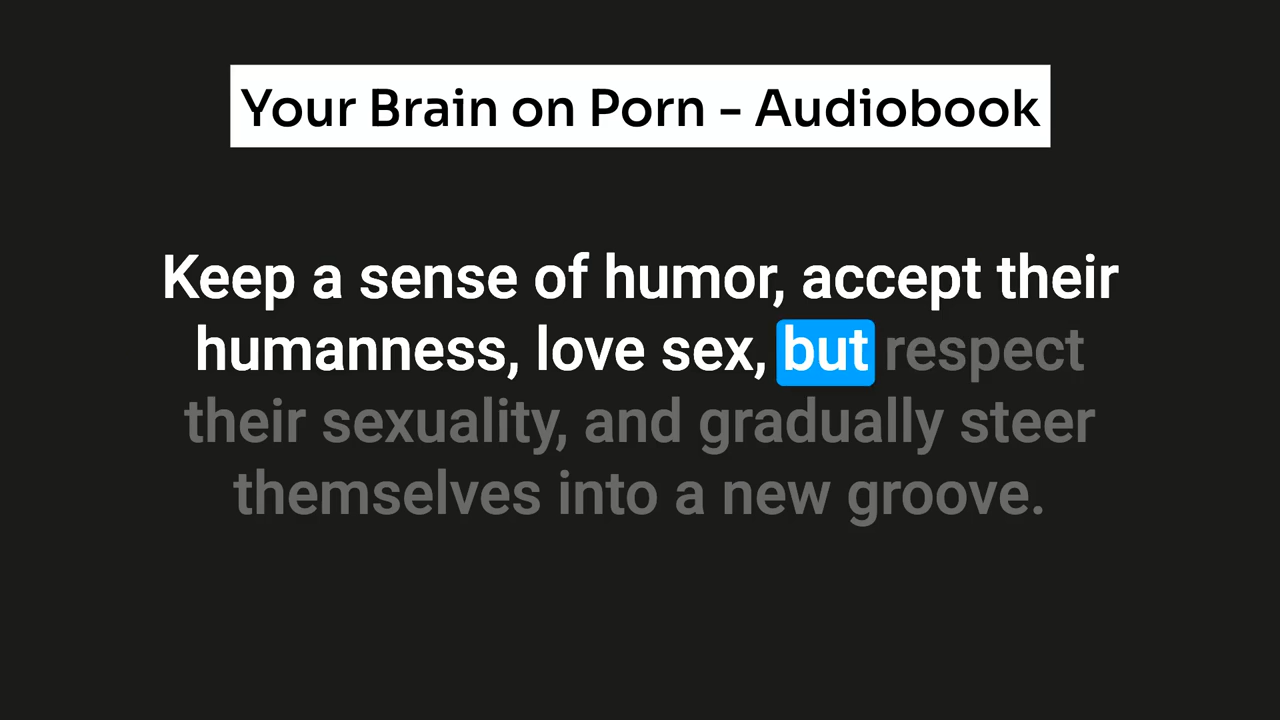 Your Brain on Porn - Audiobook
Keep a sense of humor, accept their
humanness, love sex, but respect
their sexuality, and gradually steer
themselves into a new groove.